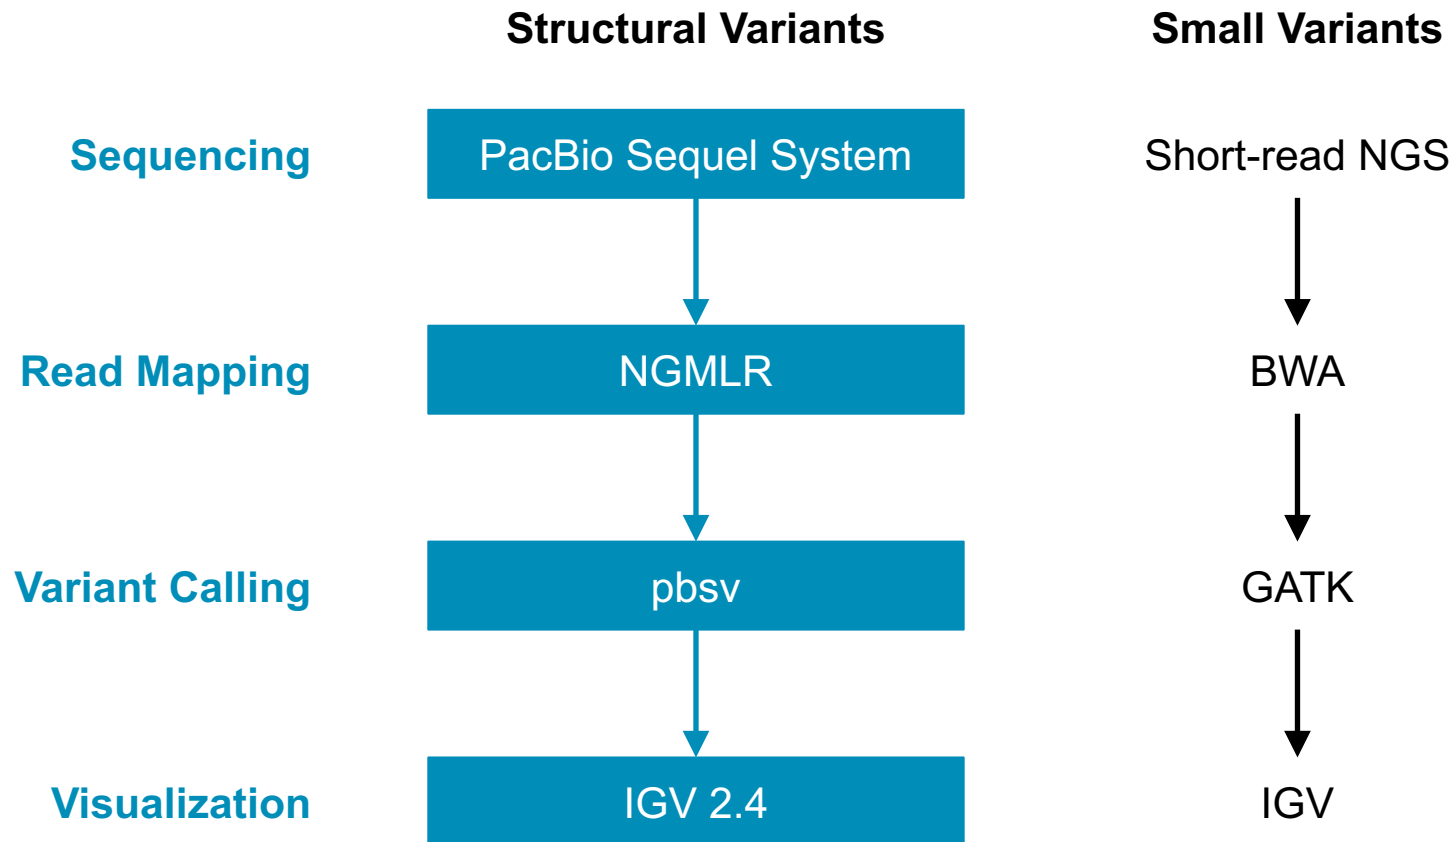 Structural Variants
Small Variants
Sequencing
PacBio Sequel System
Short-read NGS
Read Mapping
NGMLR
BWA
Variant Calling
pbsv
GATK
Visualization
IGV 2.4
IGV